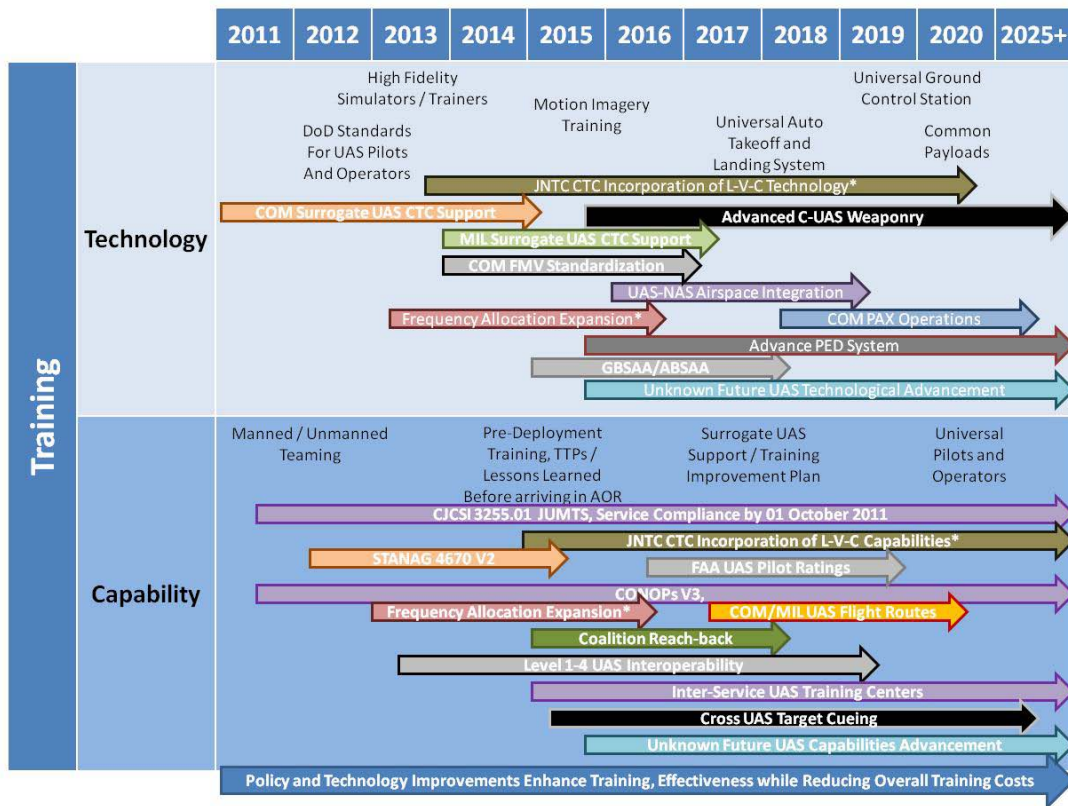 2011 2012 2013 2014 2015 2016 2017 2018 2019 2020 2025+
Training
Technology
High Fidelity
Simulators / Trainers
DoD Standards
For UAS Pilots
And Operators
Motion Imagery
Training
Universal Auto
Takeoff and
Landing System
Universal Ground
Control Station
Common
Payloads
JNTC CTC Incorporation of L-V-C Technology*
COM Surrogate UAS CTC Support
Advanced C-UAS Weaponry
MIL Surrogate UAS CTC Support
COM FMV Standardization
UAS-NAS Airspace Integration
Frequency Allocation Expansion*
COM PAX Operations
Advance PED System
GBSAA/ABSAA
Unknown Future UAS Technological Advancement
Capability
Manned / Unmanned
Teaming
Pre-Deployment
Training, TTPs /
Lessons Learned
Before arriving in AOR
Surrogate UAS
Support / Training
Improvement Plan
Universal
Pilots and
Operators
CJCSI 3255.01 JUMTS, Service Compliance by 01 October 2011
JNTC CTC Incorporation of L-V-C Capabilities*
STANAG 4670 V2
FAA UAS Pilot Ratings
CONOPs V3,
Frequency Allocation Expansion*
COM/MIL UAS Flight Routes
Coalition Reach-back
Level 1-4 UAS Interoperability
Inter-Service UAS Training Centers
Cross UAS Target Cueing
Unknown Future UAS Capabilities Advancement
Policy and Technology Improvements Enhance Training, Effectiveness while Reducing Overall Training Costs